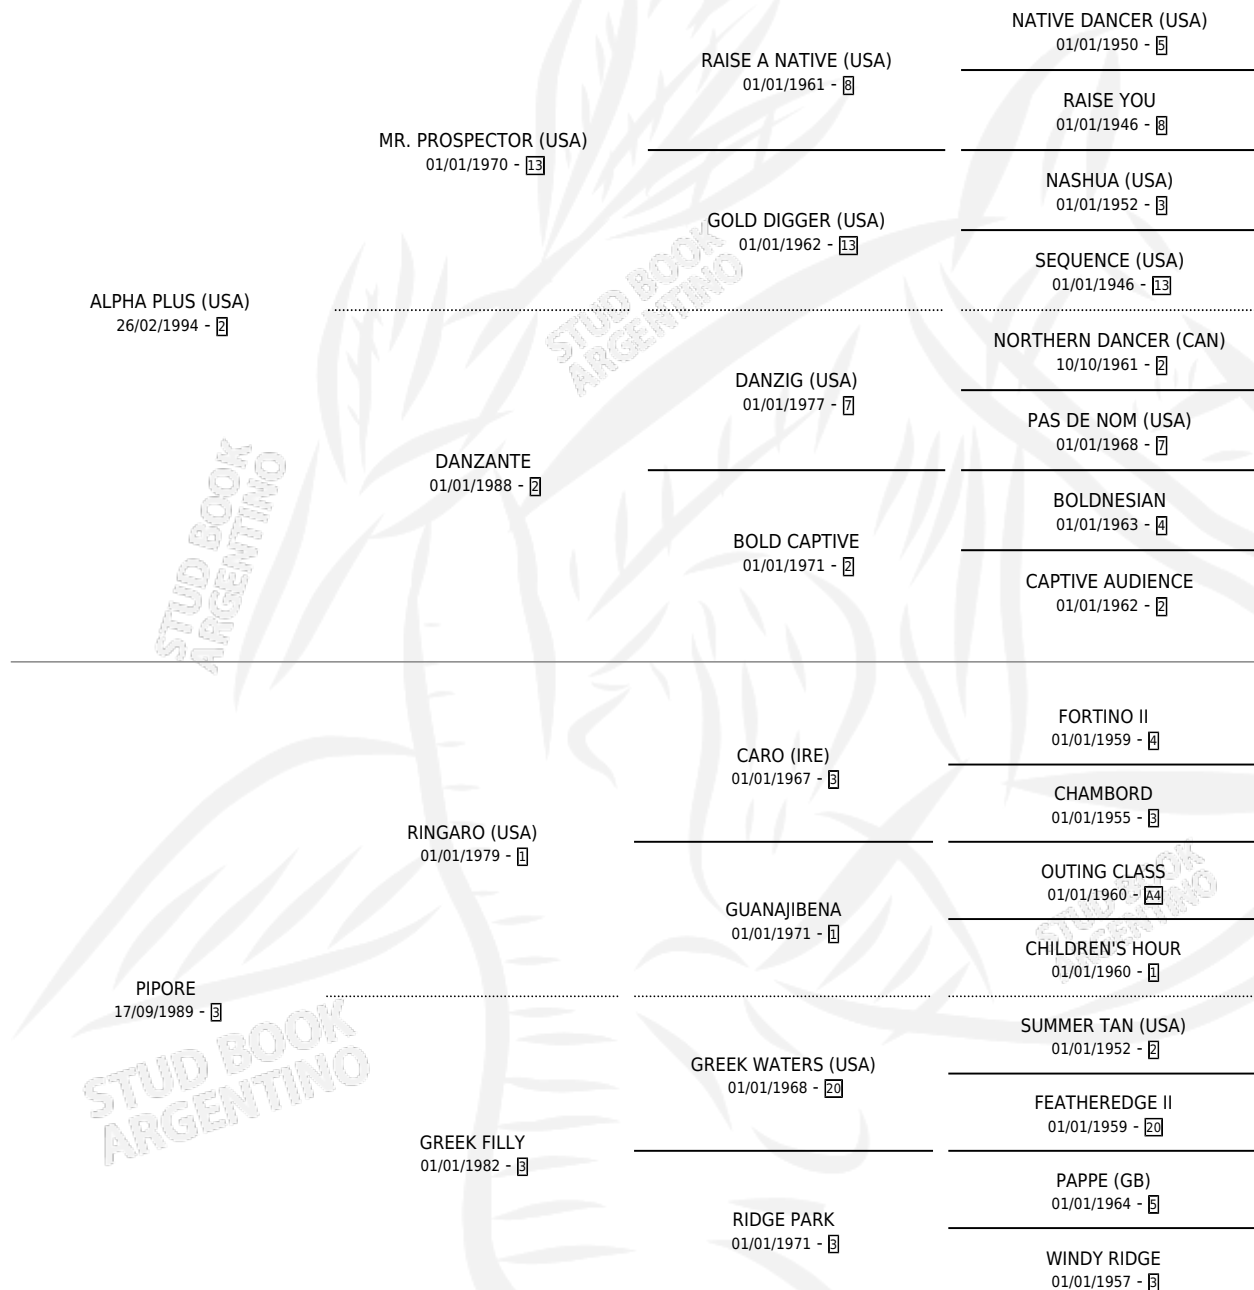 NATIVE DANCER (USA)
01/01/1950 - 5
RAISE A NATIVE (USA)
01/01/1961 - 8
RAISE YOU
01/01/1946 - 8
MR. PROSPECTOR (USA)
01/01/1970 - 13
NASHUA (USA)
01/01/1952 - 3
GOLD DIGGER (USA)
01/01/1962 - 13
SEQUENCE (USA)
01/01/1946 - 13
ALPHA PLUS (USA)
26/02/1994 - 2
STUD BOOK
ARGENTINO
NORTHERN DANCER (CAN)
10/10/1961 - 2
DANZIG (USA)
01/01/1977 - 7
PAS DE NOM (USA)
01/01/1968 - 7
DANZANTE
01/01/1988 - 2
BOLDNESIAN
01/01/1963 - 4
BOLD CAPTIVE
01/01/1971 - 2
CAPTIVE AUDIENCE
01/01/1962 - 2
STUD BOOK
ARGENTINO
FORTINO II
01/01/1959 - 4
CARO (IRE)
01/01/1967 - 3
CHAMBORD
01/01/1955 - 3
RINGARO (USA)
01/01/1979 - 1
OUTING CLASS
01/01/1960 - A4
GUANAJIBENA
01/01/1971 - 1
CHILDREN'S HOUR
01/01/1960 - 1
STUD BOOK
ARGENTINO
PIPORE
17/09/1989 - 3
STUD BOOK
ARGENTINO
SUMMER TAN (USA)
01/01/1952 - 2
GREEK WATERS (USA)
01/01/1968 - 20
FEATHEREDGE II
01/01/1959 - 20
GREEK FILLY
01/01/1982 - 3
PAPPE (GB)
01/01/1964 - 5
RIDGE PARK
01/01/1971 - 3
WINDY RIDGE
01/01/1957 - 3